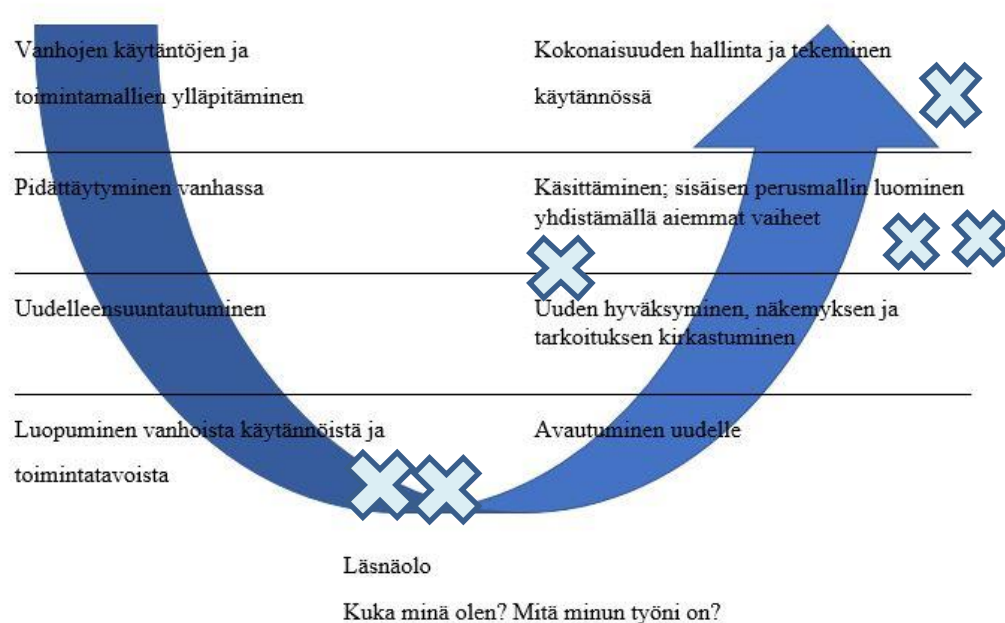 Vanhojen käytäntöjen ja
toimintamallien ylläpitäminen
Kokonaisuuden hallinta ja tekeminen
käytännössä
Pidättäytyminen vanhassa
Käsittäminen; sisäisen perusmallin luominen
yhdistämällä aiemmat vaiheet
Uudelleensuuntautuminen
Uuden hyväksyminen, näkemyksen ja
tarkoituksen kirkastuminen
Luopuminen vanhoista käytännöistä ja
toimintatavoista
Avautuminen uudelle
Läsnäolo
Kuka minä olen? Mitä minun työni on?